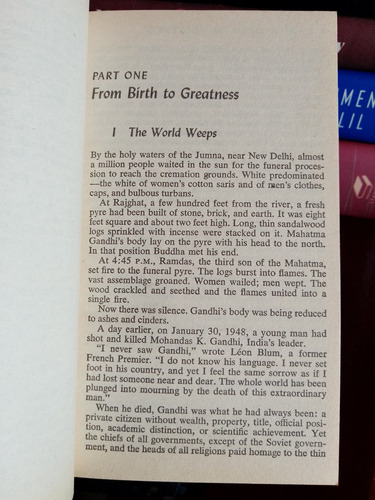 PART ONE
From Birth to Greatness
1 The World Weeps
By the holy waters of the Jumna, near New Delhi, almost
a million people waited in the sun for the funeral proces-
sion to reach the cremation grounds. White predominated
—the white of women's cotton saris and of men's clothes,
caps, and bulbous turbans.
At Rajghat, a few hundred feet from the river, a fresh
pyre had been built of stone, brick, and earth. It was eight
feet square and about two feet high. Long, thin sandalwood
logs sprinkled with incense were stacked on it. Mahatma
Gandhi's body lay on the pyre with his head to the north.
In that position Buddha met his end.
At 4:45 P.M., Ramdas, the third son of the Mahatma,
set fire to the funeral pyre. The logs burst into flames. The
vast assemblage groaned. Women wailed; men wept. The
wood crackled and seethed and the flames united into a
single fire.
Now there was silence. Gandhi's body was being reduced
to ashes and cinders.
A day earlier, on January 30, 1948, a young man had
shot and killed Mohandas K. Gandhi, India's leader.
"I never saw Gandhi," wrote Léon Blum, a former
French Premier. "I do not know his language. I never set
foot in his country, and yet I feel the same sorrow as if I
had lost someone near and dear. The whole world has been
plunged into mourning by the death of this extraordinary
man."
When he died, Gandhi was what he had always been: a
private citizen without wealth, property, title, official posi-
tion, academic distinction, or scientific achievement. Yet
the chiefs of all governments, except of the Soviet govern-
ment, and the heads of all religions paid homage to the thin
MEN
LIL